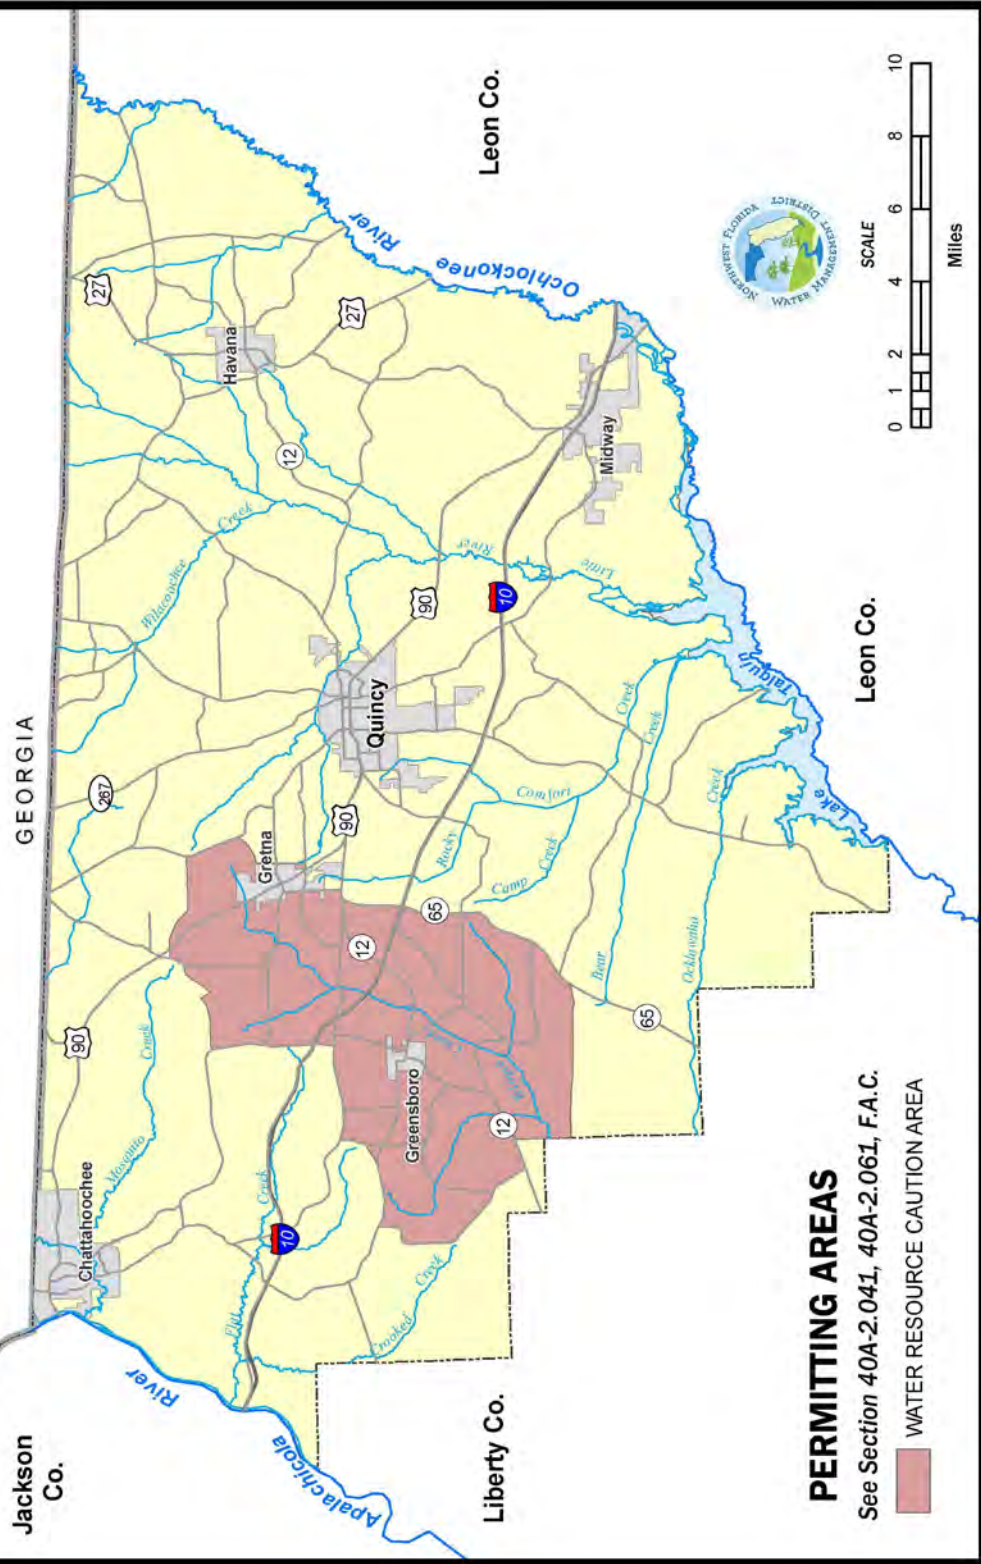 GEORGIA
Jackson
Co.
Chattahoochee
90
Mosquito
Creek
267
Wilacoochee
Creek
27
Havana
27
12
River
Apalachicola
River
Flat
Creek
10
Crooked
Creek
Gretna
90
Quincy
90
River
Little
10
Ochlockonee
River
Leon Co.
12
65
Greensboro
12
Rocky
Comfort
Creek
Camp
Creek
Bear
Creek
65
Ocklawaha
Creek
Midway
Lake
Talquin
Leon Co.
Liberty Co.
PERMITTING AREAS
See Section 40A-2.041, 40A-2.061, F.A.C.
WATER RESOURCE CAUTION AREA
NORTHWEST FLORIDA
WATER MANAGEMENT DISTRICT
SCALE
0 1 2 4 6 8 10
Miles